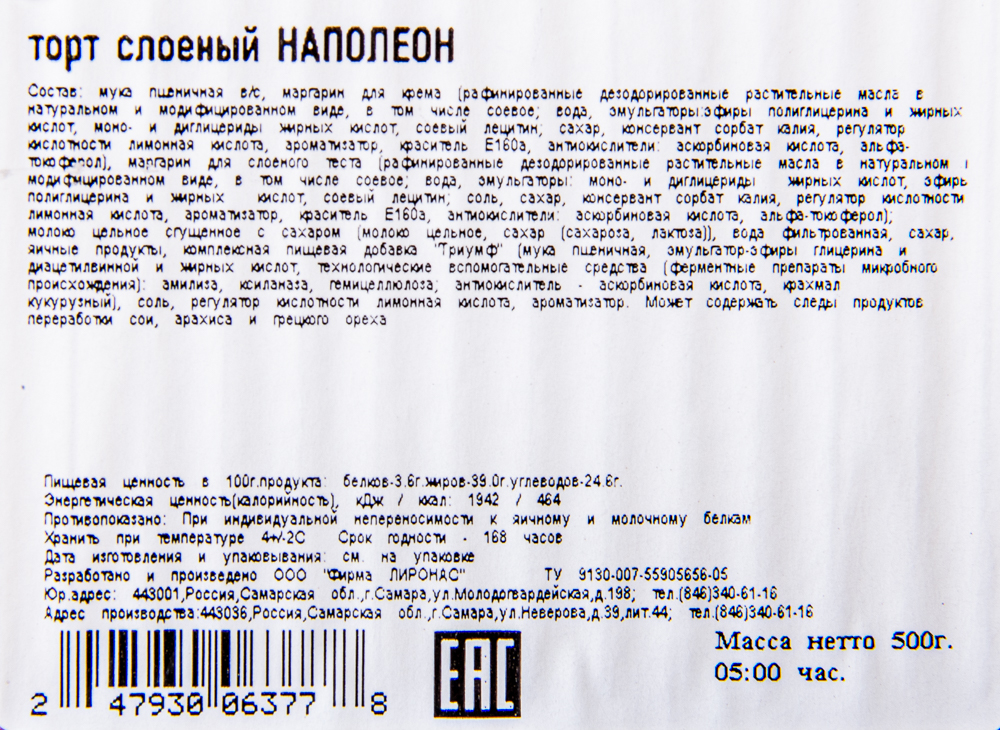 торт слоеный НАПОЛЕОН
Состав: мука пшеничная в/с, маргарин для крема (рафинированные дезодорированные растительные масла в
натуральном и модифицированном виде, в том числе соевое; вода, эмульгаторы:эфиры полиглицерина и жирных
кислот, моно- и диглицериды жирных кислот, соевый лецитин; сахар, консервант сорбат калия, регулятор
кислотности лимонная кислота, ароматизатор, краситель Е160а, антиокислители: аскорбиновая кислота, альфа-
токоферол), маргарин для слоеного теста (рафинированные дезодорированные растительные масла в натуральном и
модифицированном виде, в том числе соевое; вода, эмульгаторы: моно- и диглицериды жирных кислот, эфиры
полиглицерина и жирных кислот, соевый лецитин; соль, сахар, консервант сорбат калия, регулятор кислотности
лимонная кислота, ароматизатор, краситель Е160а, антиокислители: аскорбиновая кислота, альфа-токоферол);
молоко цельное сгущенное с сахаром (молоко цельное, сахар (сахароза, лактоза)), вода фильтрованная, сахар,
яичные продукты, комплексная пищевая добавка "Триумф" (мука пшеничная, эмульгатор-эфиры глицерина и
диацетилвинной и жирных кислот, технологические вспомогательные средства (ферментные препараты микробного
происхождения): амилиза, ксиланаза, гемицеллюлоза; антиокислитель - аскорбиновая кислота, крахмал
кукурузный), соль, регулятор кислотности лимонная кислота, ароматизатор. Может содержать следы продуктов
переработки сои, арахиса и грецкого ореха
Пищевая ценность в 100г.продукта: белков-3.6г.жиров-39.0г.углеводов-24.6г.
Энергетическая ценность(калорийность), кДж / ккал: 1942 / 464
Противопоказано: При индивидуальной непереносимости к яичному и молочному белкам
Хранить при температуре 4+/-2С Срок годности - 168 часов
Дата изготовления и упаковывания: см. на упаковке
Разработано и произведено ООО "Фирма ЛИРОНАС" ТУ 9130-007-55905656-05
Юр.адрес: 443001,Россия,Самарская обл.,г.Самара,ул.Молодогвардейская,д.198; тел.(846)340-61-16
Адрес производства:443036,Россия,Самарская обл.,г.Самара,ул.Неверова,д.39,лит.44; тел.(846)340-61-16
Масса нетто 500г.
05:00 час.
2 47930 06377 8
EAC